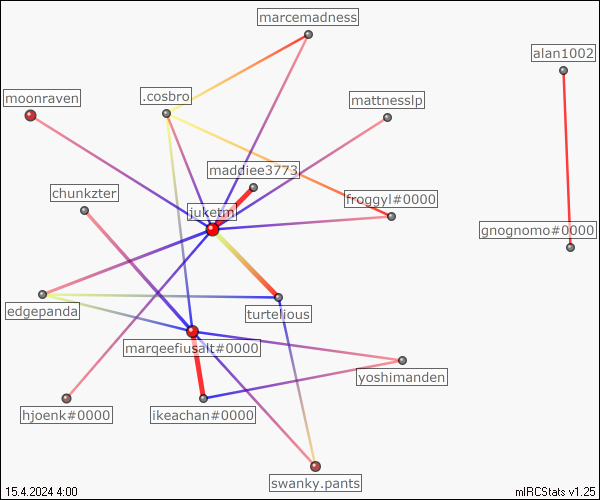 marcemadness
alan1002
.cosbro
moonraven
mattnesslp
maddiee3773
chunkzter
froggyl#0000
juketm
gnognomo#0000
edgepanda
turtelious
marqeefiusalt#0000
yoshimanden
hjoenk#0000
ikeachan#0000
swanky.pants
15.4.2024 4:00
mIRCStats v1.25